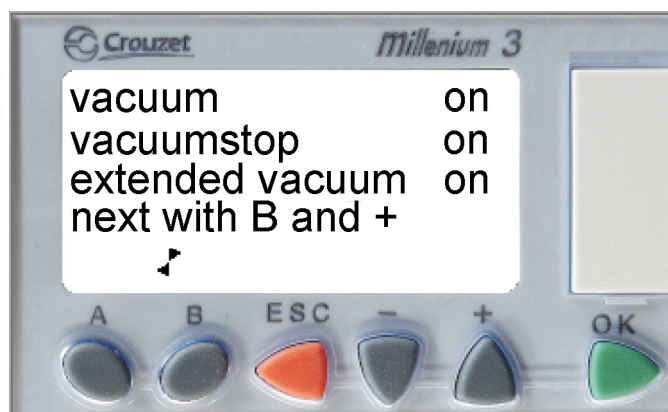 Crouzet Millenium 3
vacuum on
vacuumstop on
extended vacuum on
next with B and +
A B ESC - + OK